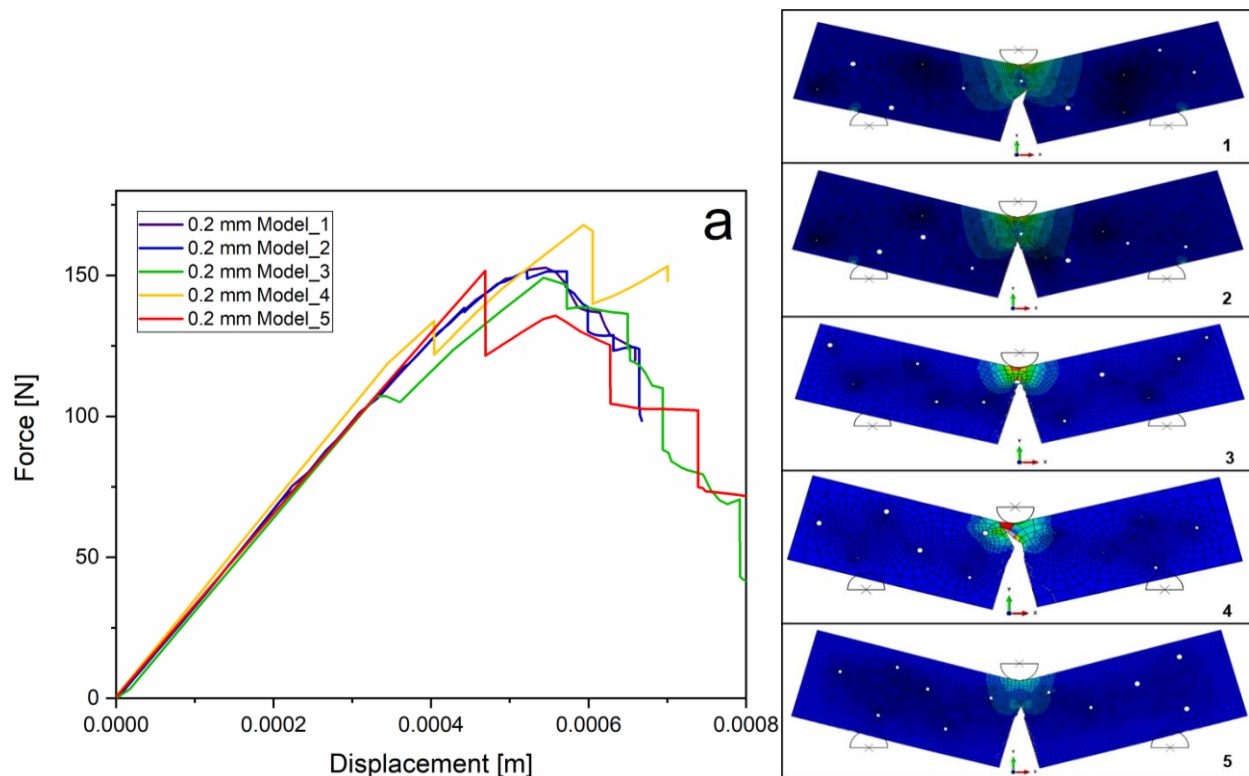 a
0.2 mm Model_1
0.2 mm Model_2
0.2 mm Model_3
0.2 mm Model_4
0.2 mm Model_5
Force [N]
150
100
50
0
0.0000 0.0002 0.0004 0.0006 0.0008
Displacement [m]
Y
X
1
Y
X
2
Y
X
3
Y
X
4
Y
X
5